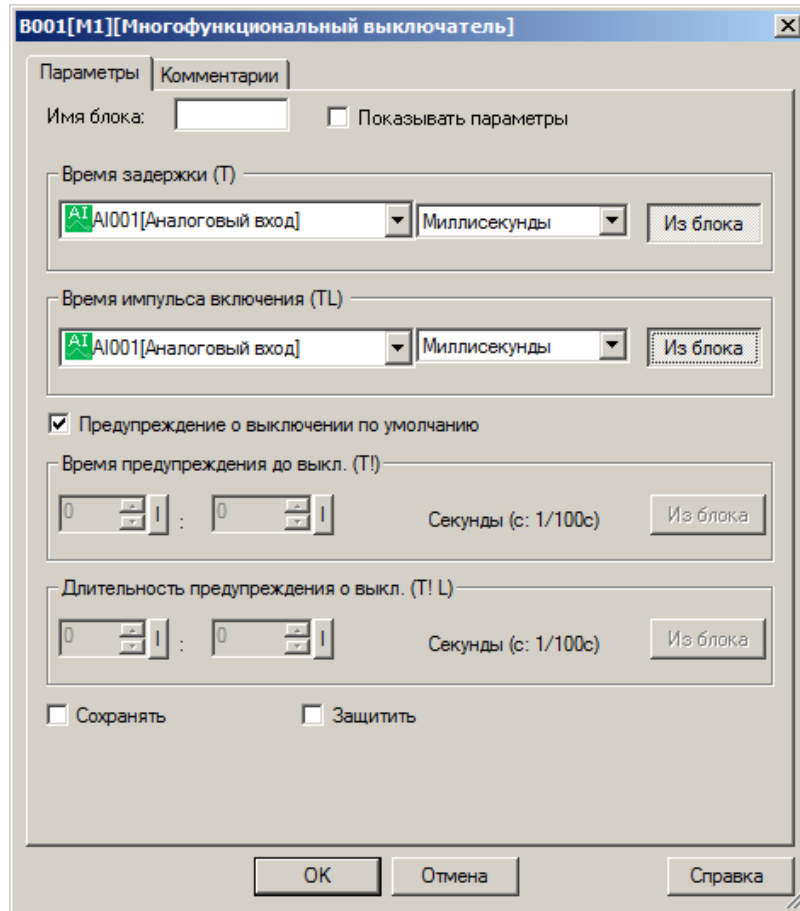 B001[M1][Многофункциональный выключатель]
Параметры Комментарии
Имя блока: Показывать параметры
Время задержки (T)
AI AI001[Аналоговый вход] Миллисекунды Из блока
Время импульса включения (TL)
AI AI001[Аналоговый вход] Миллисекунды Из блока
Предупреждение о выключении по умолчанию
Время предупреждения до выкл. (T!)
0 : 0 Секунды (с: 1/100с) Из блока
Длительность предупреждения о выкл. (T! L)
0 : 0 Секунды (с: 1/100с) Из блока
Сохранять Защитить
OK Отмена Справка